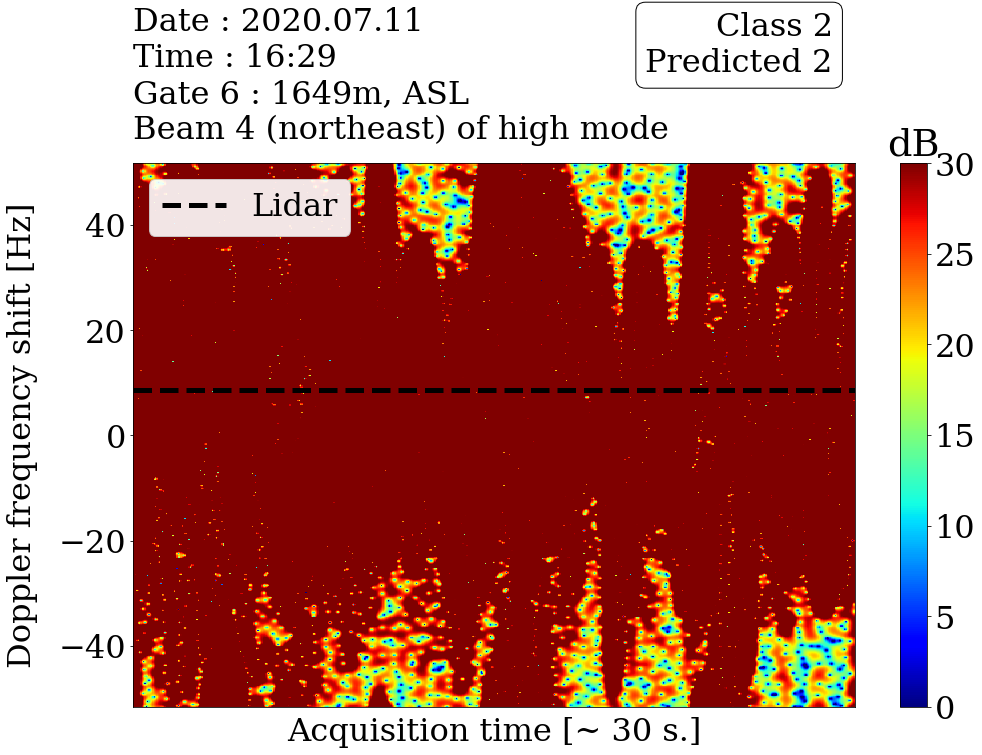 Date : 2020.07.11
Time : 16:29
Gate 6 : 1649m, ASL
Beam 4 (northeast) of high mode
Class 2
Predicted 2
dB
Lidar
Doppler frequency shift [Hz]
40
20
0
−20
−40
30
25
20
15
10
5
0
Acquisition time [~ 30 s.]